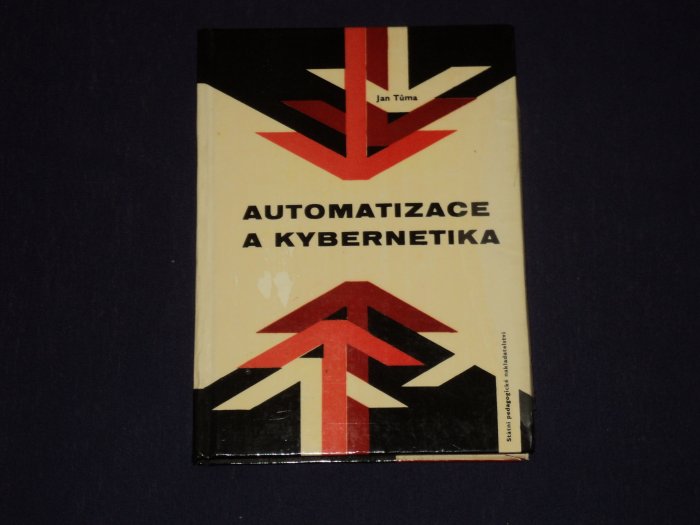 Jan Tůma
AUTOMATIZACE
A KYBERNETIKA
Státní pedagogické nakladatelství